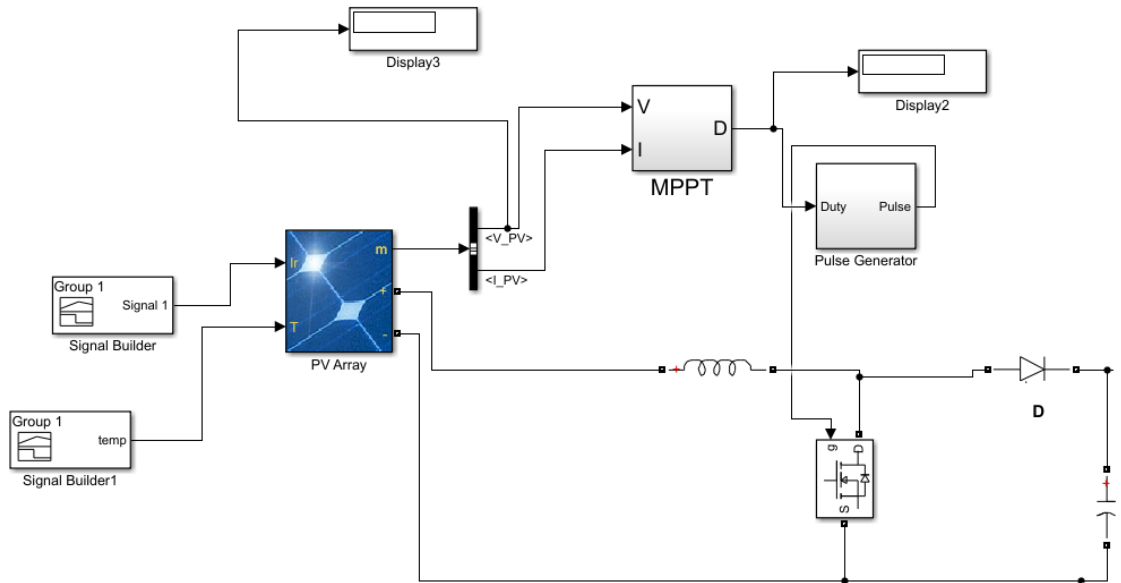 Display3
Display2
V
I
D
MPPT
Duty
Pulse
Pulse Generator
<V_PV>
<I_PV>
Ir
T
m
+
-
PV Array
Group 1
Signal 1
Signal Builder
Group 1
temp
Signal Builder1
+
D
g
D
S
+